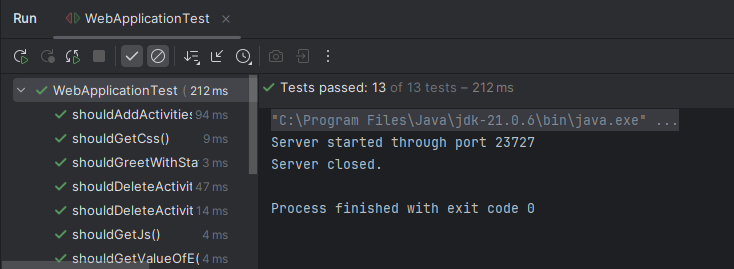 Run WebApplicationTest
WebApplicationTest ( 212 ms
shouldAddActivities 94 ms
shouldGetCss() 9 ms
shouldGreetWithSta 3 ms
shouldDeleteActivit 47 ms
shouldDeleteActivit 14 ms
shouldGetJs() 4 ms
shouldGetValueOfE( 4 ms
Tests passed: 13 of 13 tests – 212 ms
"C:\Program Files\Java\jdk-21.0.6\bin\java.exe" ...
Server started through port 23727
Server closed.
Process finished with exit code 0